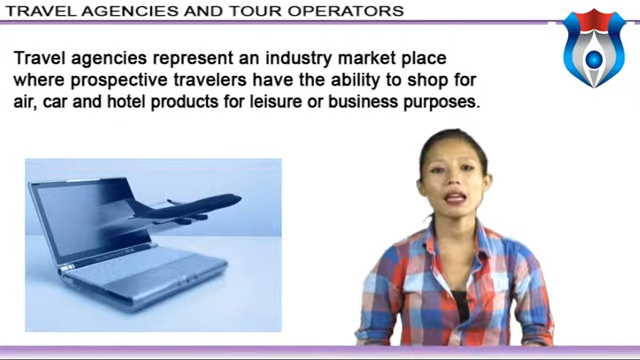 TRAVEL AGENCIES AND TOUR OPERATORS
Travel agencies represent an industry market place
where prospective travelers have the ability to shop for
air, car and hotel products for leisure or business purposes.